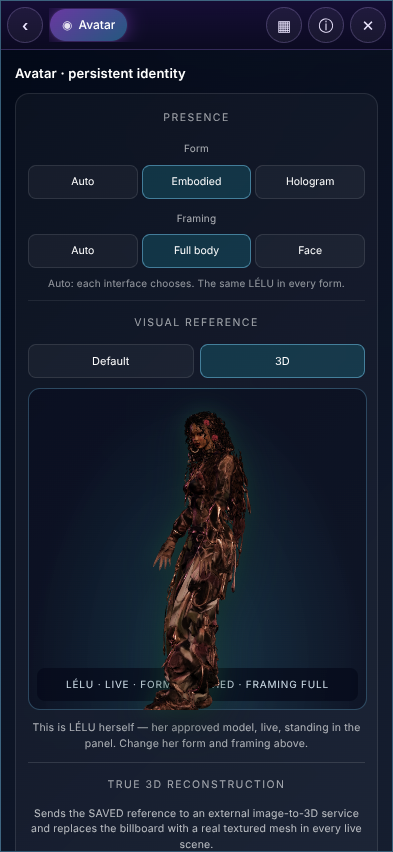 Avatar
Avatar · persistent identity
PRESENCE
Form
Auto
Embodied
Hologram
Framing
Auto
Full body
Face
Auto: each interface chooses. The same LÉLU in every form.
VISUAL REFERENCE
Default
3D
LÉLU · LIVE · FORM · FRAMING FULL
This is LÉLU herself — her approved model, live, standing in the
panel. Change her form and framing above.
TRUE 3D RECONSTRUCTION
Sends the SAVED reference to an external image-to-3D service
and replaces the billboard with a real textured mesh in every live
scene.